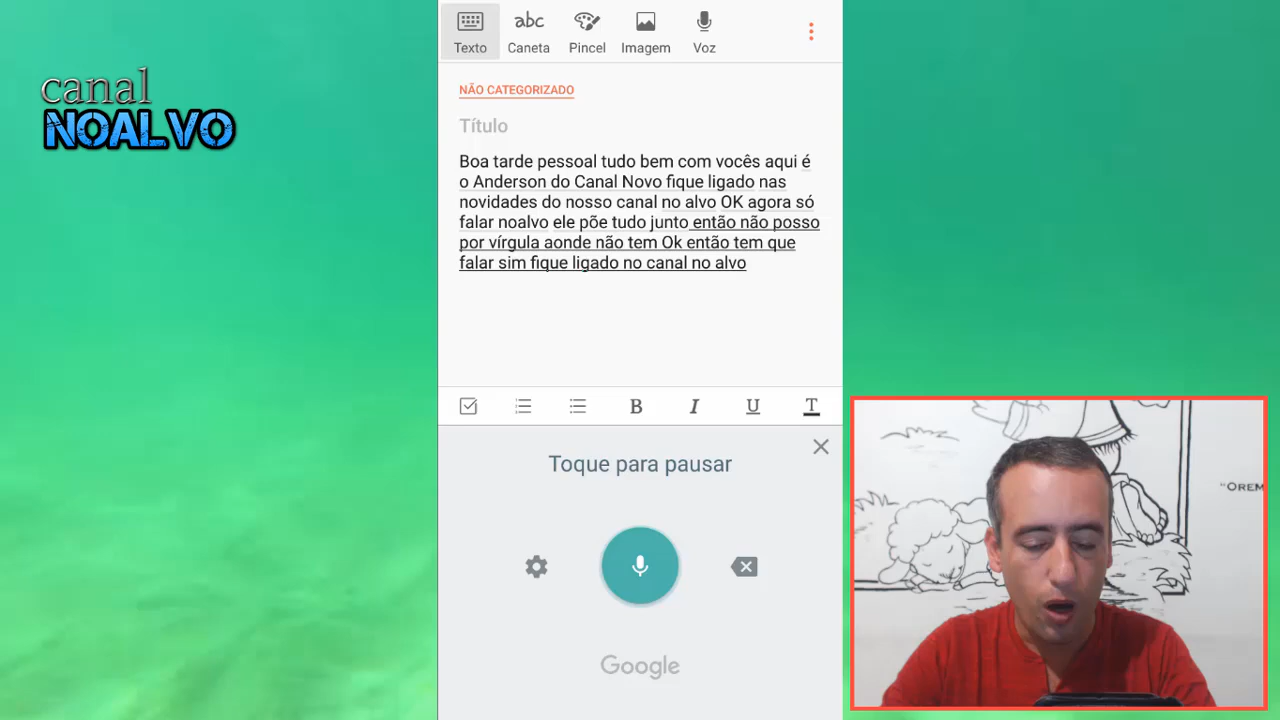 canal
NOALVO
Texto
abc
Caneta
Pincel
Imagem
Voz
NÃO CATEGORIZADO
Título
Boa tarde pessoal tudo bem com vocês aqui é
o Anderson do Canal Novo fique ligado nas
novidades do nosso canal no alvo OK agora só
falar noalvo ele põe tudo junto então não posso
por vírgula aonde não tem Ok então tem que
falar sim fique ligado no canal no alvo
B I U T
Toque para pausar
Google
"OREM